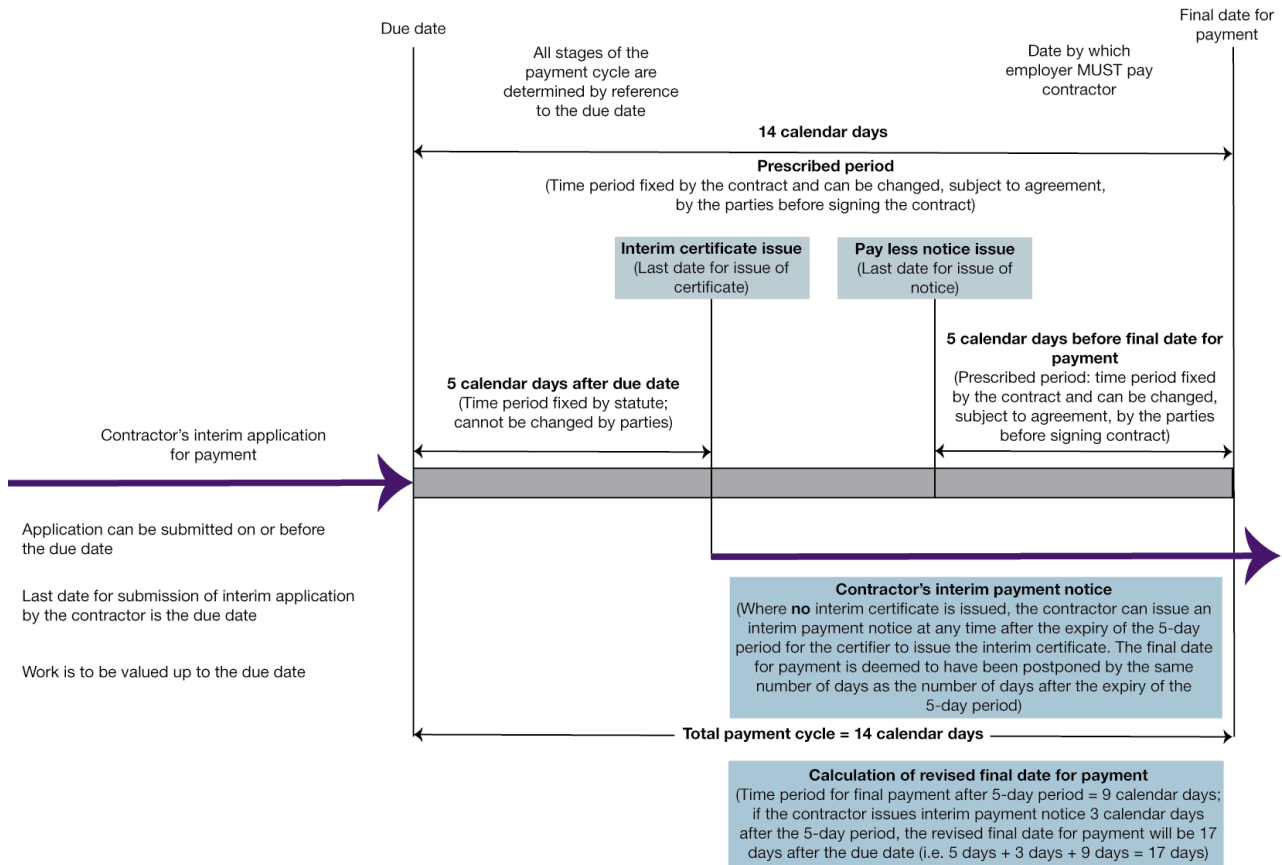 Due date
Final date for
payment
All stages of the
payment cycle are
determined by reference
to the due date
Date by which
employer MUST pay
contractor
14 calendar days
Prescribed period
(Time period fixed by the contract and can be changed, subject to agreement,
by the parties before signing the contract)
Interim certificate issue
(Last date for issue of
certificate)
Pay less notice issue
(Last date for issue of
notice)
5 calendar days after due date
(Time period fixed by statute;
cannot be changed by parties)
5 calendar days before final date for
payment
(Prescribed period: time period fixed
by the contract and can be changed,
subject to agreement, by the parties
before signing contract)
Contractor’s interim application
for payment
Application can be submitted on or before
the due date
Last date for submission of interim application
by the contractor is the due date
Work is to be valued up to the due date
Contractor’s interim payment notice
(Where no interim certificate is issued, the contractor can issue an
interim payment notice at any time after the expiry of the 5-day
period for the certifier to issue the interim certificate. The final date
for payment is deemed to have been postponed by the same
number of days as the number of days after the expiry of the
5-day period)
Total payment cycle = 14 calendar days
Calculation of revised final date for payment
(Time period for final payment after 5-day period = 9 calendar days;
if the contractor issues interim payment notice 3 calendar days
after the 5-day period, the revised final date for payment will be 17
days after the due date (i.e. 5 days + 3 days + 9 days = 17 days)